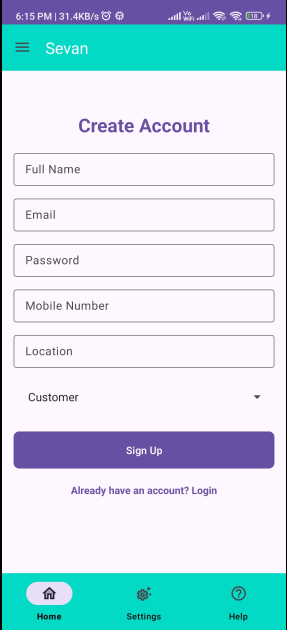 6:15 PM | 31.4KB/s
Vo
WiFi
18
Sevan
Create Account
Full Name
Email
Password
Mobile Number
Location
Customer
Sign Up
Already have an account? Login
Home
Settings
Help